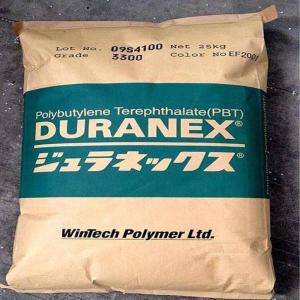 Lot No. 09S4100 Net 25kg
Grade 3300 Color No EF2001
Polybutylene Terephthalate(PBT)
DURANEX®
ジュラネックス®
WinTech Polymer Ltd.